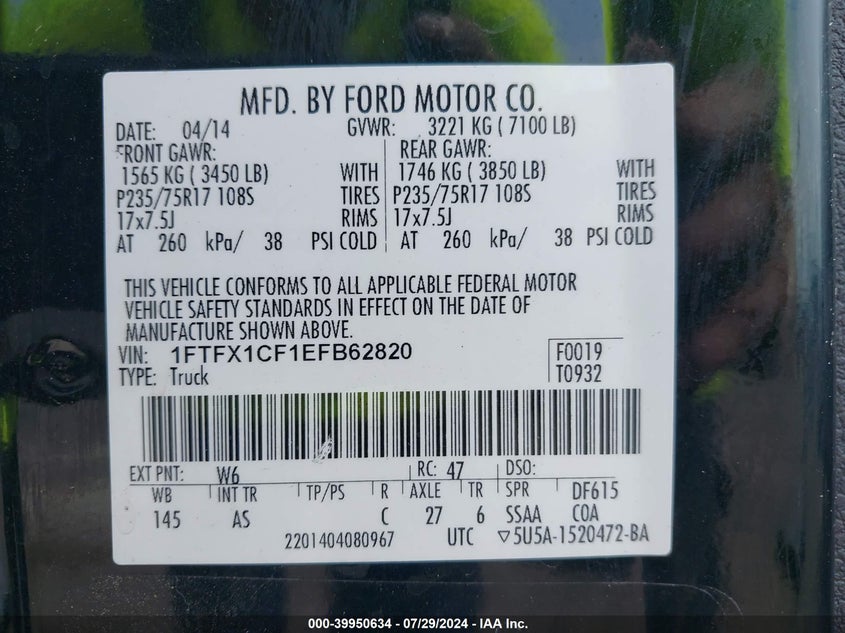 MFD. BY FORD MOTOR CO.
DATE: 04/14 GVWR: 3221 KG ( 7100 LB)
FRONT GAWR: REAR GAWR:
1565 KG ( 3450 LB) WITH 1746 KG ( 3850 LB) WITH
P235/75R17 108S TIRES P235/75R17 108S TIRES
17x7.5J RIMS 17x7.5J RIMS
AT 260 kPa/ 38 PSI COLD AT 260 kPa/ 38 PSI COLD
THIS VEHICLE CONFORMS TO ALL APPLICABLE FEDERAL MOTOR
VEHICLE SAFETY STANDARDS IN EFFECT ON THE DATE OF
MANUFACTURE SHOWN ABOVE.
VIN: 1FTFX1CF1EFB62820 F0019
TYPE: Truck T0932
EXT PNT: W6 RC: 47 DSO:
WB INT TR TP/PS R AXLE TR SPR DF615
145 AS C 27 6 SSAA COA
2201404080967 UTC ▽5U5A-1520472-BA
000-39950634 - 07/29/2024 - IAA Inc.